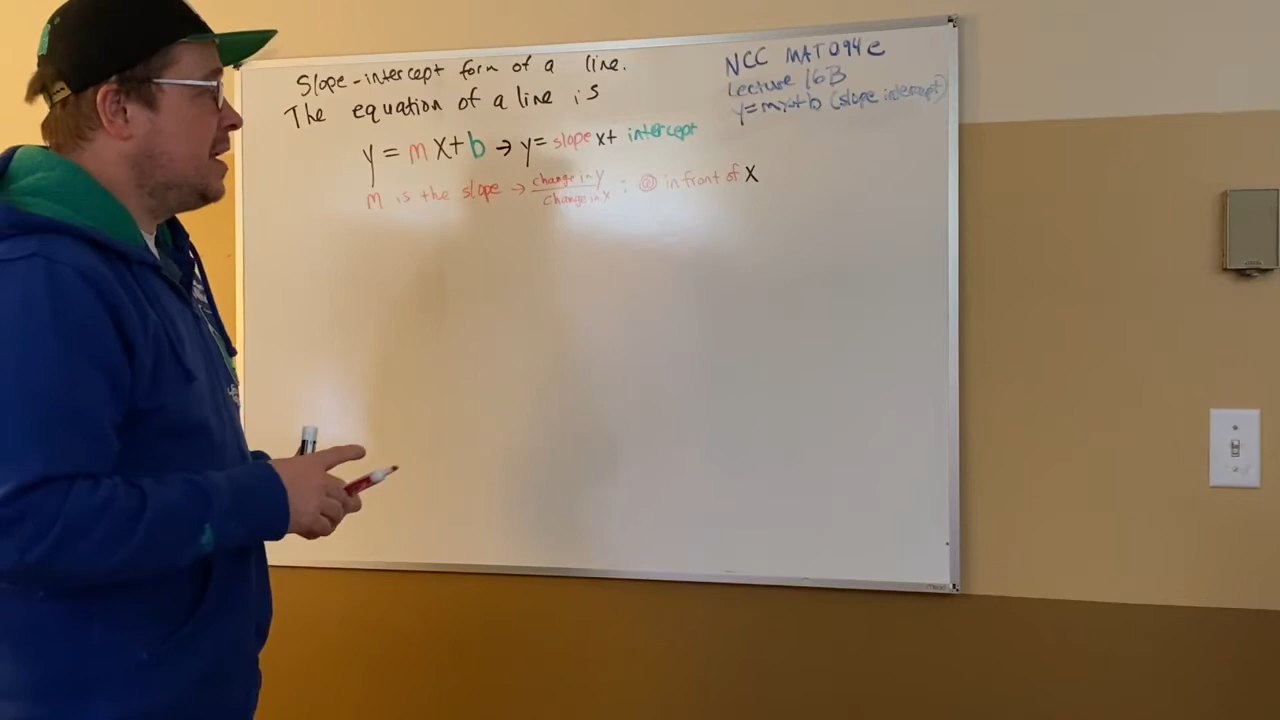 Slope-intercept form of a line.
The equation of a line is
y = mx+b → y= slope x+ intercept
m is the slope → change in y / change in x ; @ in front of x
NCC MAT094e
Lecture 16B
y=mx+b (slope intercept)